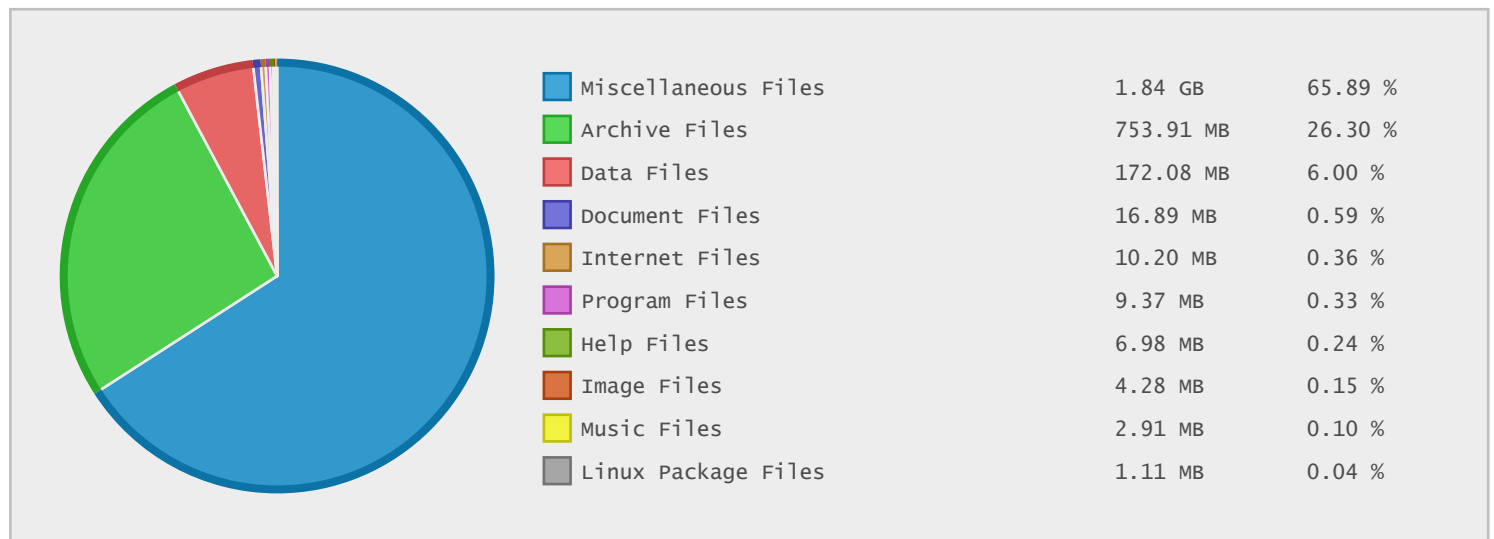 Miscellaneous Files 1.84 GB 65.89 %
Archive Files 753.91 MB 26.30 %
Data Files 172.08 MB 6.00 %
Document Files 16.89 MB 0.59 %
Internet Files 10.20 MB 0.36 %
Program Files 9.37 MB 0.33 %
Help Files 6.98 MB 0.24 %
Image Files 4.28 MB 0.15 %
Music Files 2.91 MB 0.10 %
Linux Package Files 1.11 MB 0.04 %